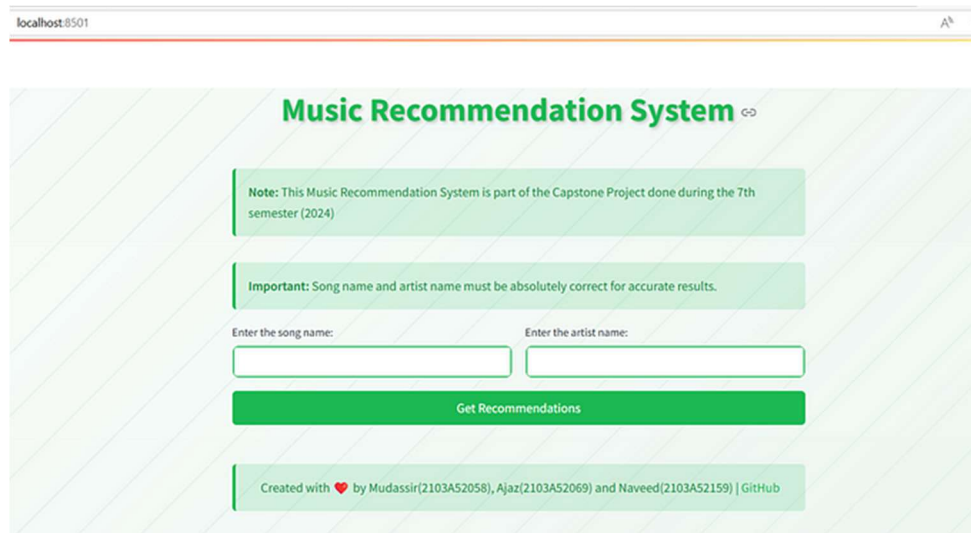 localhost:8501
Music Recommendation System
Note: This Music Recommendation System is part of the Capstone Project done during the 7th
semester (2024)
Important: Song name and artist name must be absolutely correct for accurate results.
Enter the song name: Enter the artist name:
Get Recommendations
Created with ❤️ by Mudassir(2103A52058), Ajaz(2103A52069) and Naveed(2103A52159) | GitHub